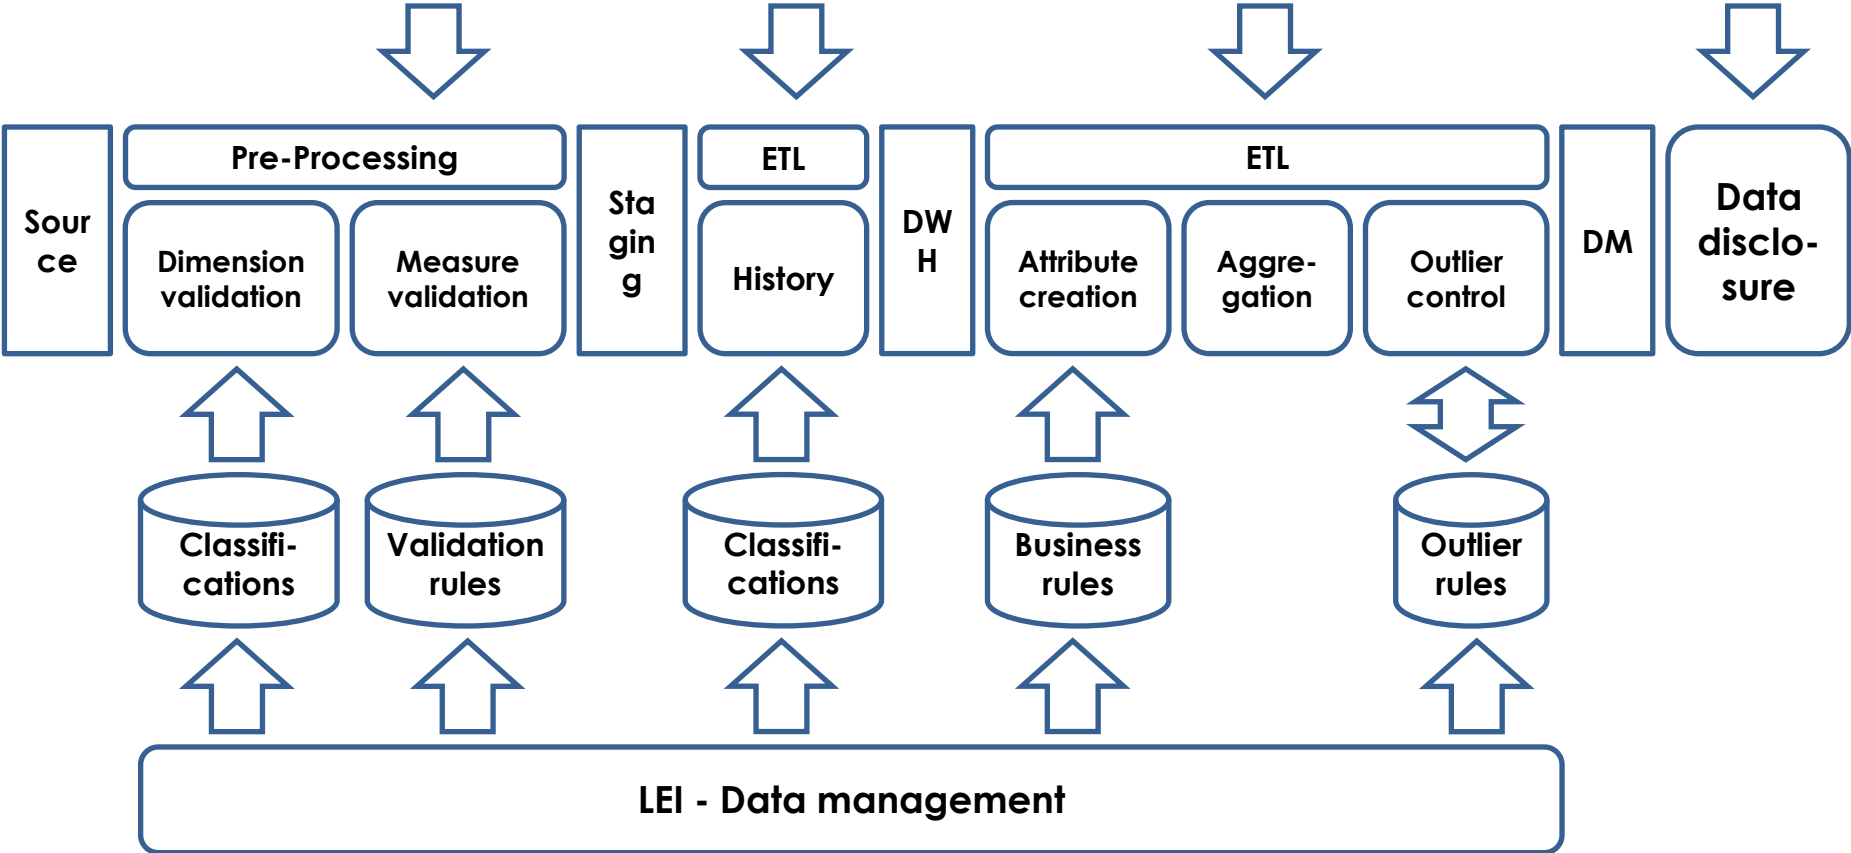 Sour
ce
Pre-Processing
Dimension
validation
Measure
validation
Sta
gin
g
ETL
History
DW
H
ETL
Attribute
creation
Aggre-
gation
Outlier
control
DM
Data
disclo-
sure
Classifi-
cations
Validation
rules
Classifi-
cations
Business
rules
Outlier
rules
LEI - Data management